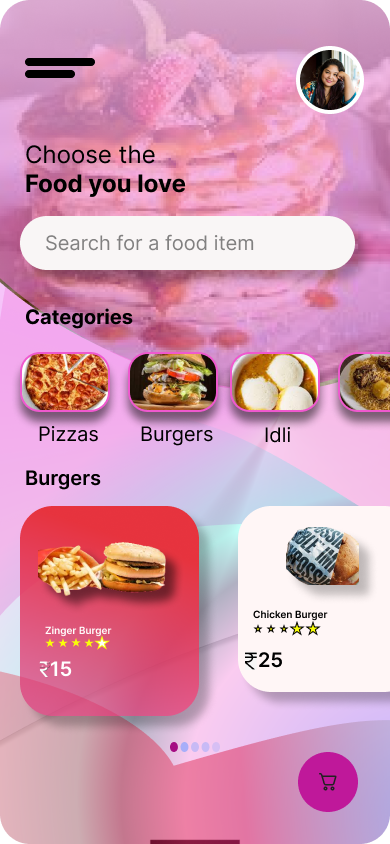 Choose the
Food you love
Search for a food item
Categories
Pizzas
Burgers
Idli
Burgers
Zinger Burger
₹15
Chicken Burger
₹25